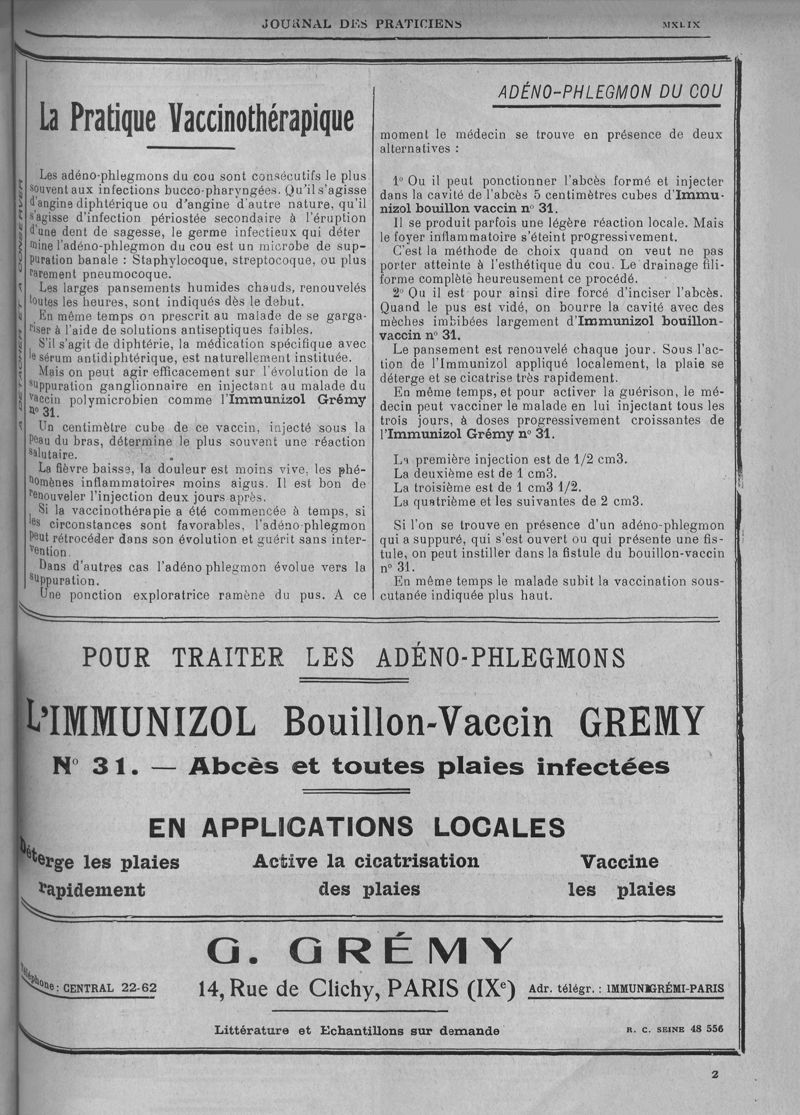 JOURNAL DES PRATICIENS
MXLIX
La Pratique Vaccinothérapique
Les adéno-phlegmons du cou sont consécutifs le plus
souvent aux infections bucco-pharyngées. Qu'il s'agisse
d'angine diphtérique ou d'angine d'autre nature, qu'il
s'agisse d'infection périostée secondaire à l'éruption
d'une dent de sagesse, le germe infectieux qui déter
mine l'adéno-phlegmon du cou est un microbe de sup-
puration banale : Staphylocoque, streptocoque, ou plus
rarement pneumocoque.
Les larges pansements humides chauds, renouvelés
toutes les heures, sont indiqués dès le debut.
En même temps on prescrit au malade de se garga-
riser à l'aide de solutions antiseptiques faibles.
S'il s'agit de diphtérie, la médication spécifique avec
le sérum antidiphtérique, est naturellement instituée.
Mais on peut agir efficacement sur l'évolution de la
suppuration ganglionnaire en injectant au malade du
vaccin polymicrobien comme l'Immunizol Grémy
n° 31.
Un centimètre cube de ce vaccin, injecté sous la
peau du bras, détermine le plus souvent une réaction
salutaire.
La fièvre baisse, la douleur est moins vive, les phé-
nomènes inflammatoires moins aigus. Il est bon de
renouveler l'injection deux jours après.
Si la vaccinothérapie a été commencée à temps, si
les circonstances sont favorables, l'adéno-phlegmon
peut rétrocéder dans son évolution et guérit sans inter-
vention.
Dans d'autres cas l'adéno phlegmon évolue vers la
suppuration.
Une ponction exploratrice ramène du pus. A ce
ADÉNO-PHLEGMON DU COU
moment le médecin se trouve en présence de deux
alternatives :
1° Ou il peut ponctionner l'abcès formé et injecter
dans la cavité de l'abcès 5 centimètres cubes d'Immu-
nizol bouillon vaccin n° 31.
Il se produit parfois une légère réaction locale. Mais
le foyer inflammatoire s'éteint progressivement.
C'est la méthode de choix quand on veut ne pas
porter atteinte à l'esthétique du cou. Le drainage fili-
forme complète heureusement ce procédé.
2° Ou il est pour ainsi dire forcé d'inciser l'abcès.
Quand le pus est vidé, on bourre la cavité avec des
mèches imbibées largement d'Immunizol bouillon-
vaccin n° 31.
Le pansement est renouvelé chaque jour. Sous l'ac-
tion de l'Immunizol appliqué localement, la plaie se
déterge et se cicatrise très rapidement.
En même temps, et pour activer la guérison, le mé-
decin peut vacciner le malade en lui injectant tous les
trois jours, à doses progressivement croissantes de
l'Immunizol Grémy n° 31.
La première injection est de 1/2 cm3.
La deuxième est de 1 cm3.
La troisième est de 1 cm3 1/2.
La quatrième et les suivantes de 2 cm3.
Si l'on se trouve en présence d'un adéno-phlegmon
qui a suppuré, qui s'est ouvert ou qui présente une fis-
tule, on peut instiller dans la fistule du bouillon-vaccin
n° 31.
En même temps le malade subit la vaccination sous-
cutanée indiquée plus haut.
POUR TRAITER LES ADÉNO-PHLEGMONS
L'IMMUNIZOL Bouillon-Vaccin GREMY
N° 31. — Abcès et toutes plaies infectées
EN APPLICATIONS LOCALES
Déterge les plaies Active la cicatrisation Vaccine
rapidement des plaies les plaies
G. GRÉMY
Téléphone : CENTRAL 22-62 14, Rue de Clichy, PARIS (IXe) Adr. télégr. : IMMUNIGRÉMI-PARIS
Littérature et Echantillons sur demande R. C. SEINE 48 556
2